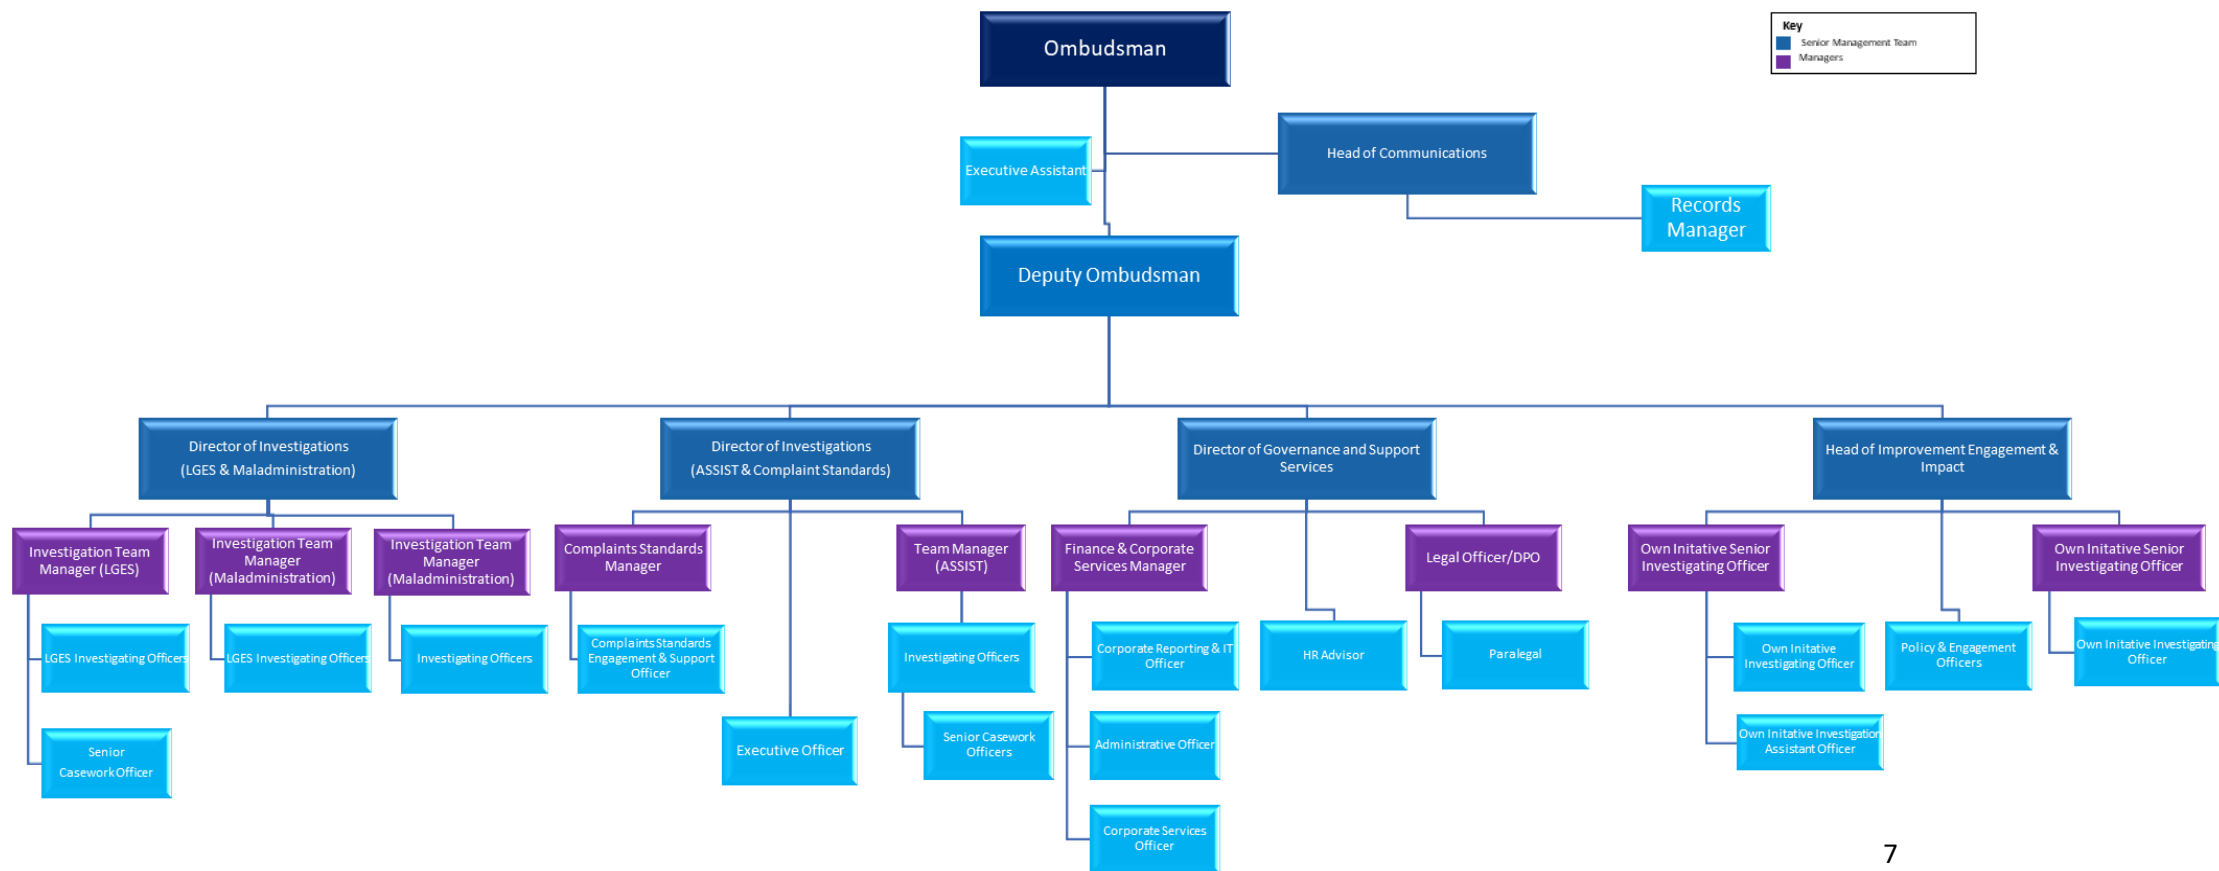 Ombudsman
Key
Senior Management Team
Managers
Head of Communications
Executive Assistant
Records
Manager
Deputy Ombudsman
Director of Investigations
(LGES & Maladministration)
Director of Investigations
(ASSIST & Complaint Standards)
Director of Governance and Support
Services
Head of Improvement Engagement &
Impact
Investigation Team
Manager (LGES)
Investigation Team
Manager
(Maladministration)
Investigation Team
Manager
(Maladministration)
Complaints Standards
Manager
Team Manager
(ASSIST)
Finance & Corporate
Services Manager
Legal Officer/DPO
Own Initative Senior
Investigating Officer
Own Initative Senior
Investigating Officer
LGES Investigating Officers
LGES Investigating Officers
Investigating Officers
Complaints Standards
Engagement & Support
Officer
Investigating Officers
Corporate Reporting & IT
Officer
HR Advisor
Paralegal
Own Initative
Investigating Officer
Policy & Engagement
Officers
Own Initative Investigating
Officer
Senior
Casework Officer
Executive Officer
Senior Casework
Officers
Administrative Officer
Own Initative Investigation
Assistant Officer
Corporate Services
Officer
7